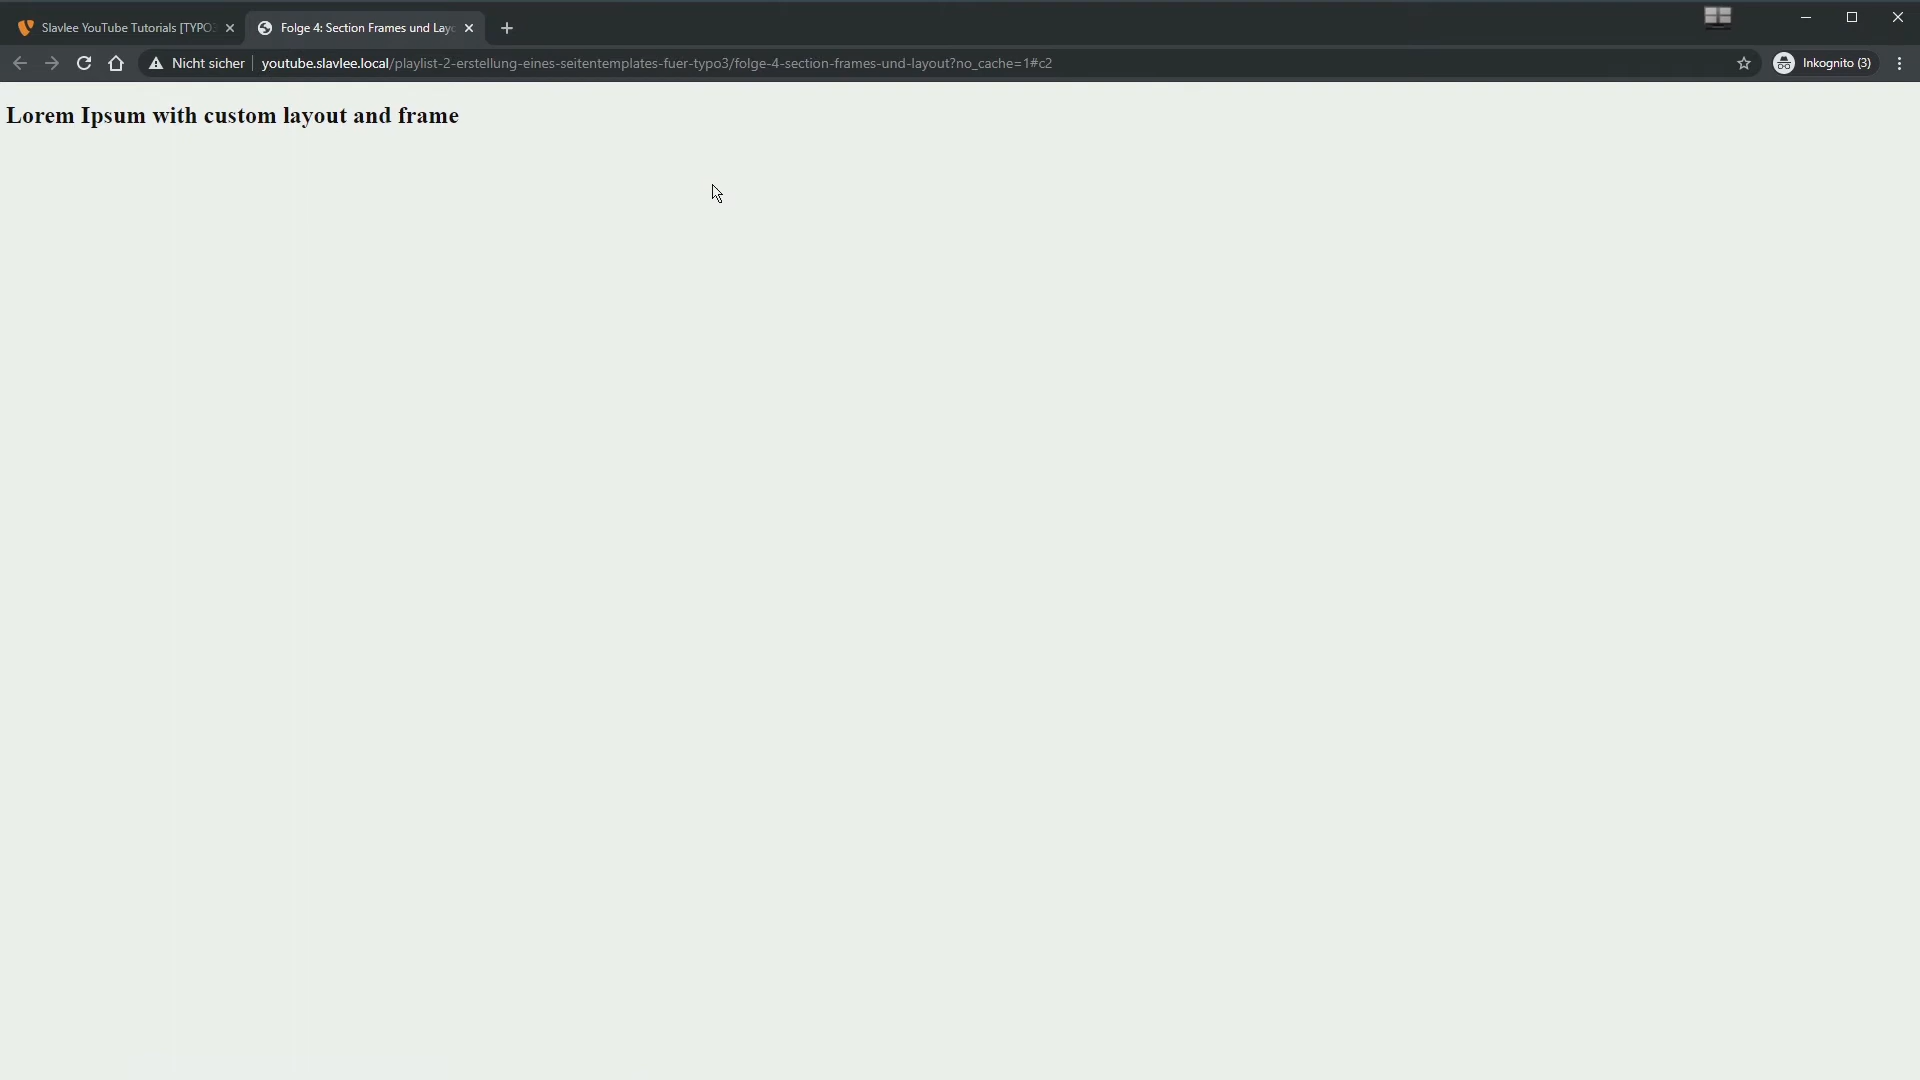 Slavlee YouTube Tutorials [TYPO3
Folge 4: Section Frames und Layo
Nicht sicher
youtube.slavlee.local/playlist-2-erstellung-eines-seitentemplates-fuer-typo3/folge-4-section-frames-und-layout?no_cache=1#c2
Inkognito (3)
Lorem Ipsum with custom layout and frame